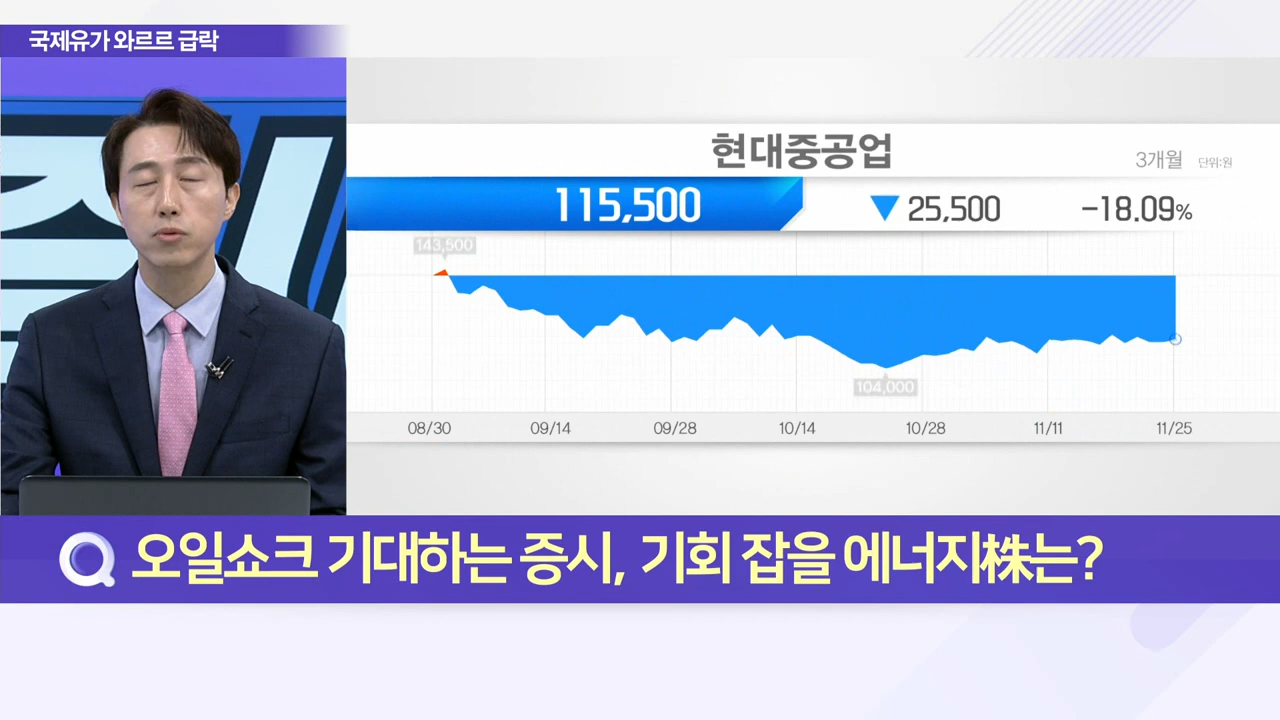 국제유가 와르르 급락
현대중공업
3개월 단위:원
115,500 ▼ 25,500 -18.09%
143,500
104,000
08/30 09/14 09/28 10/14 10/28 11/11 11/25
Q 오일쇼크 기대하는 증시, 기회 잡을 에너지株는?